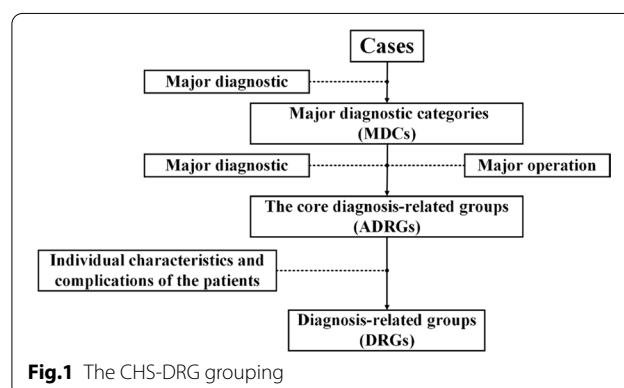 Cases
Major diagnostic
Major diagnostic categories
(MDCs)
Major diagnostic
Major operation
The core diagnosis-related groups
(ADRGs)
Individual characteristics and
complications of the patients
Diagnosis-related groups
(DRGs)
Fig.1 The CHS-DRG grouping